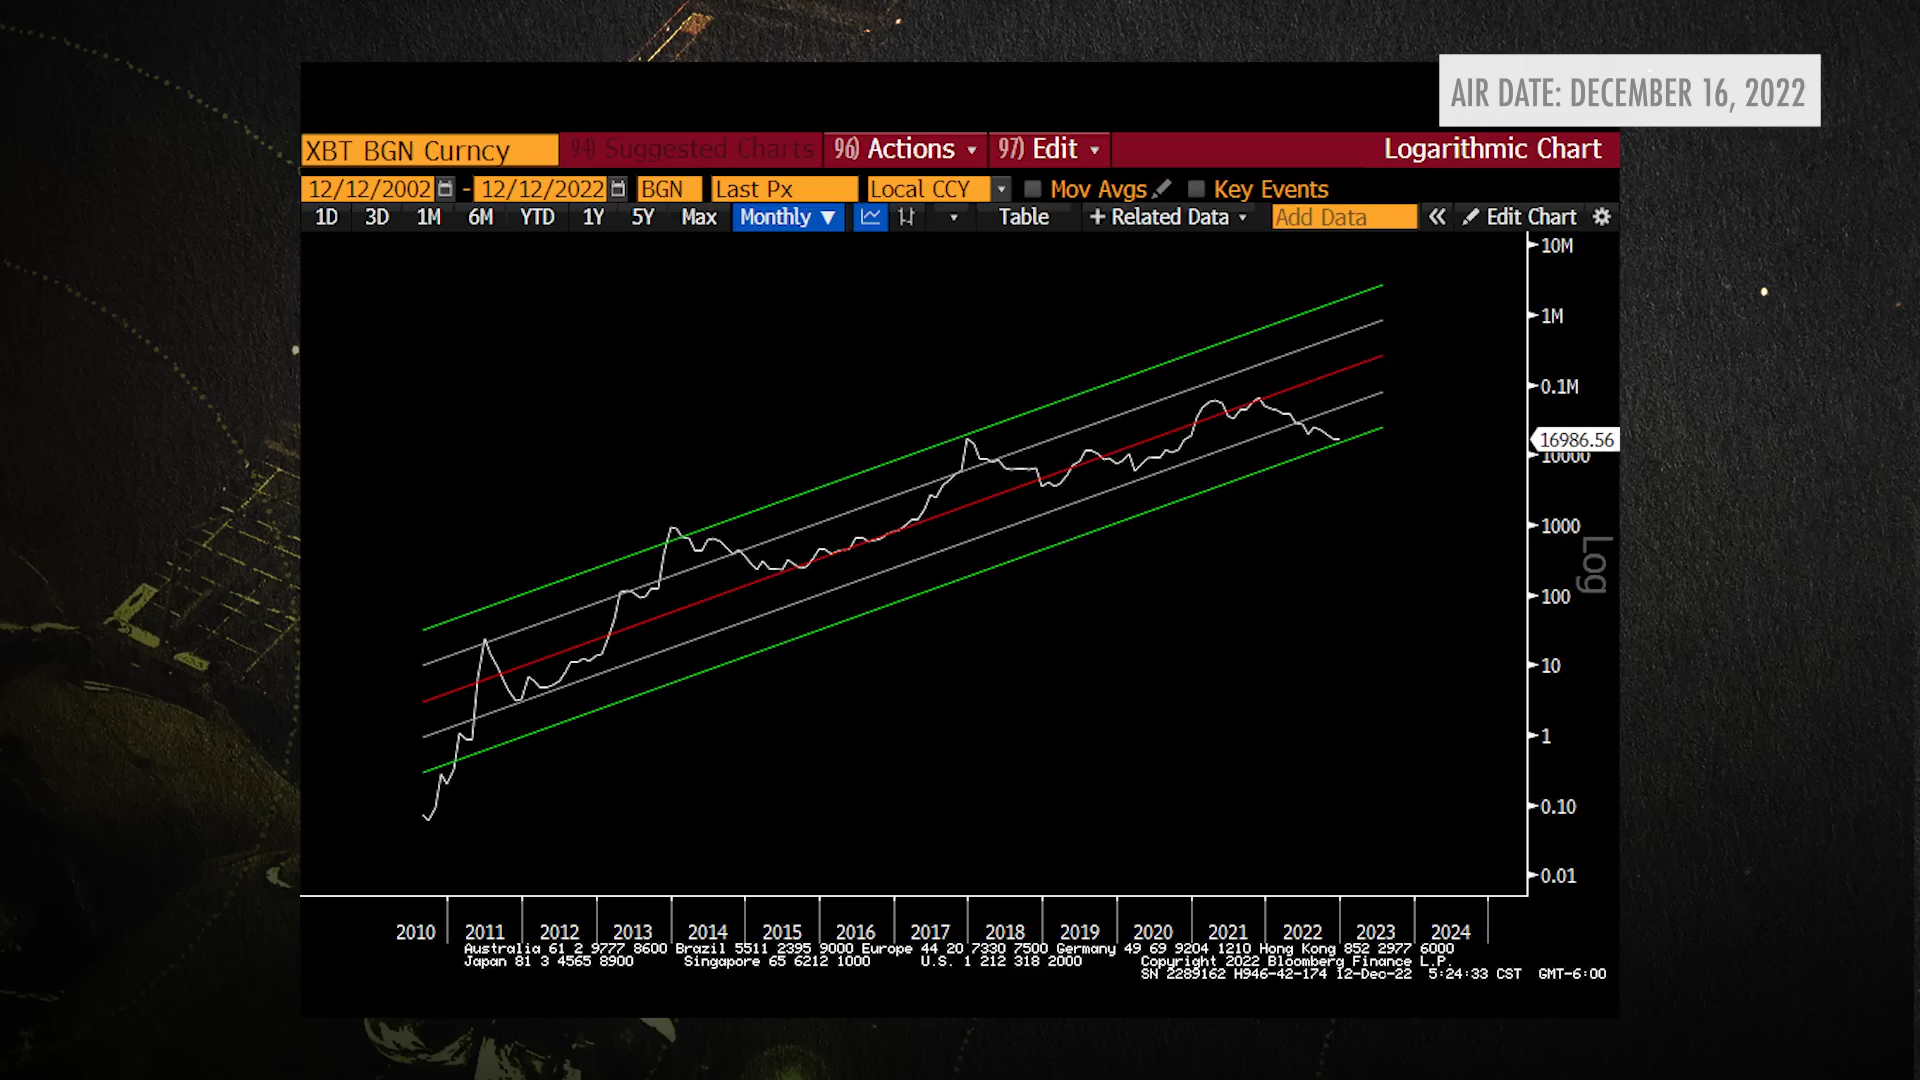 AIR DATE: DECEMBER 16, 2022
XBT BGN Curncy 94) Suggested Charts 96) Actions 97) Edit Logarithmic Chart
12/12/2002 - 12/12/2022 BGN Last Px Local CCY Mov Avgs Key Events
1D 3D 1M 6M YTD 1Y 5Y Max Monthly ▼ Table + Related Data Add Data « Edit Chart
10M
1M
0.1M
16986.56
10000
1000
Log
100
10
1
0.10
0.01
2010 2011 2012 2013 2014 2015 2016 2017 2018 2019 2020 2021 2022 2023 2024
Australia 61 2 9777 8600 Brazil 5511 2395 9000 Europe 44 20 7330 7500 Germany 49 69 9204 1210 Hong Kong 852 2977 6000
Japan 81 3 4565 8900 Singapore 65 6212 1000 U.S. 1 212 318 2000 Copyright 2022 Bloomberg Finance L.P.
SN 2289162 H946-42-174 12-Dec-22 5:24:33 CST GMT-6:00